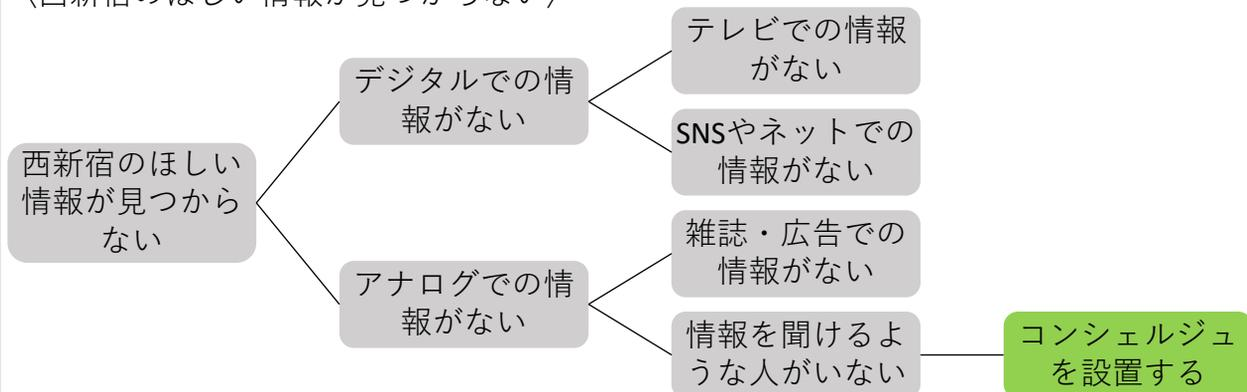 西新宿のほしい
情報が見つから
ない
デジタルでの情
報がない
アナログでの情
報がない
テレビでの情報
がない
SNSやネットでの
情報がない
雑誌・広告での
情報がない
情報を聞けるよ
うな人がいない
コンシェルジュ
を設置する